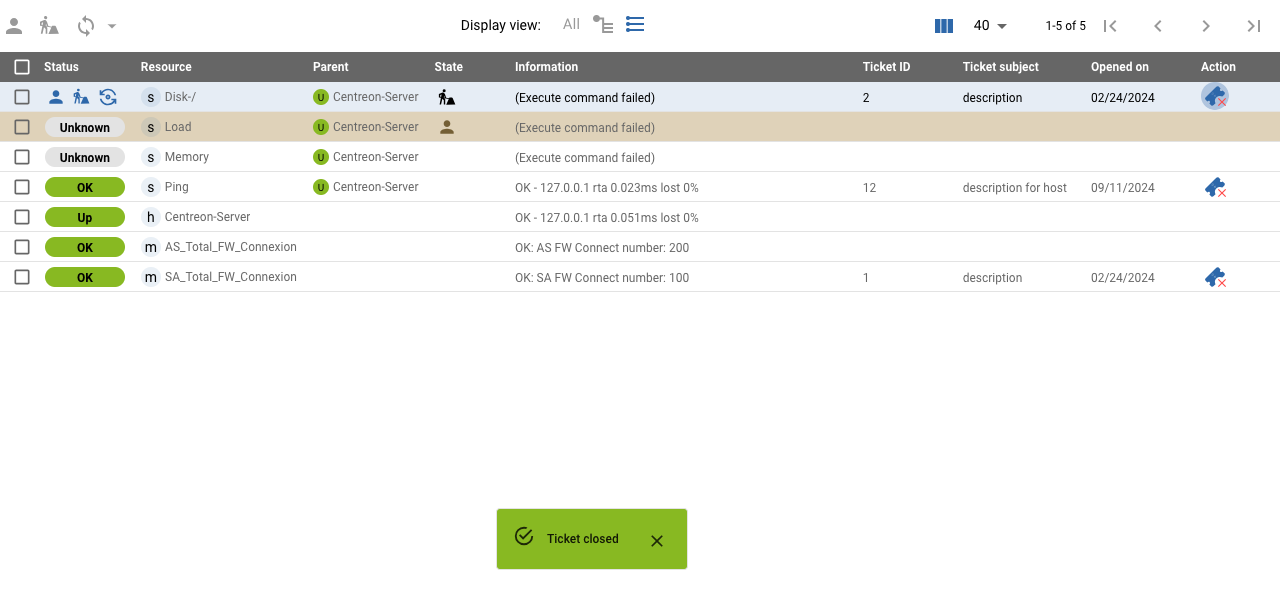 Display view: All 40 1-5 of 5
Status Resource Parent State Information Ticket ID Ticket subject Opened on Action
s Disk-/ U Centreon-Server (Execute command failed) 2 description 02/24/2024
Unknown s Load U Centreon-Server (Execute command failed)
Unknown s Memory U Centreon-Server (Execute command failed)
OK s Ping U Centreon-Server OK - 127.0.0.1 rta 0.023ms lost 0% 12 description for host 09/11/2024
Up h Centreon-Server OK - 127.0.0.1 rta 0.051ms lost 0%
OK m AS_Total_FW_Connexion OK: AS FW Connect number: 200
OK m SA_Total_FW_Connexion OK: SA FW Connect number: 100 1 description 02/24/2024
Ticket closed